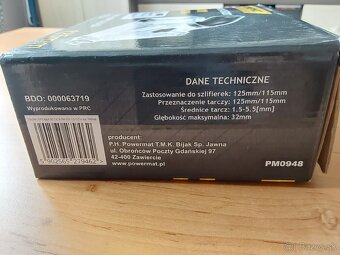 DANE TECHNICZNE
Zastosowanie do szlifierek: 125mm/115mm
Przeznaczenie tarczy: 125mm/115mm
Średnice tarcz: 1.5-5.5[mm]
Głębokość maksymalna: 32mm
BDO: 000063719
Wyprodukowano w PRC
5902565279462
producent:
P.H. Powermat T.M.K. Bijak Sp. Jawna
ul. Obrońców Poczty Gdańskiej 97
42-400 Zawiercie
www.powermat.pl
PM0948